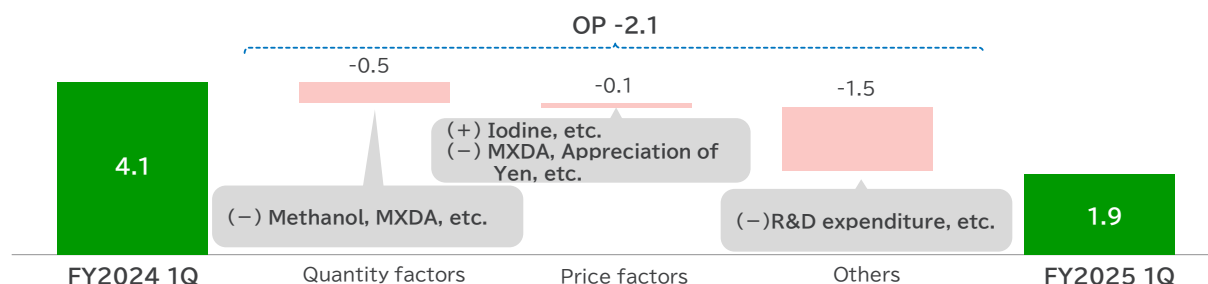 OP -2.1
-0.5
-0.1
-1.5
(+) Iodine, etc.
(−) MXDA, Appreciation of
Yen, etc.
4.1
(−) Methanol, MXDA, etc.
(−)R&D expenditure, etc.
1.9
FY2024 1Q
Quantity factors
Price factors
Others
FY2025 1Q